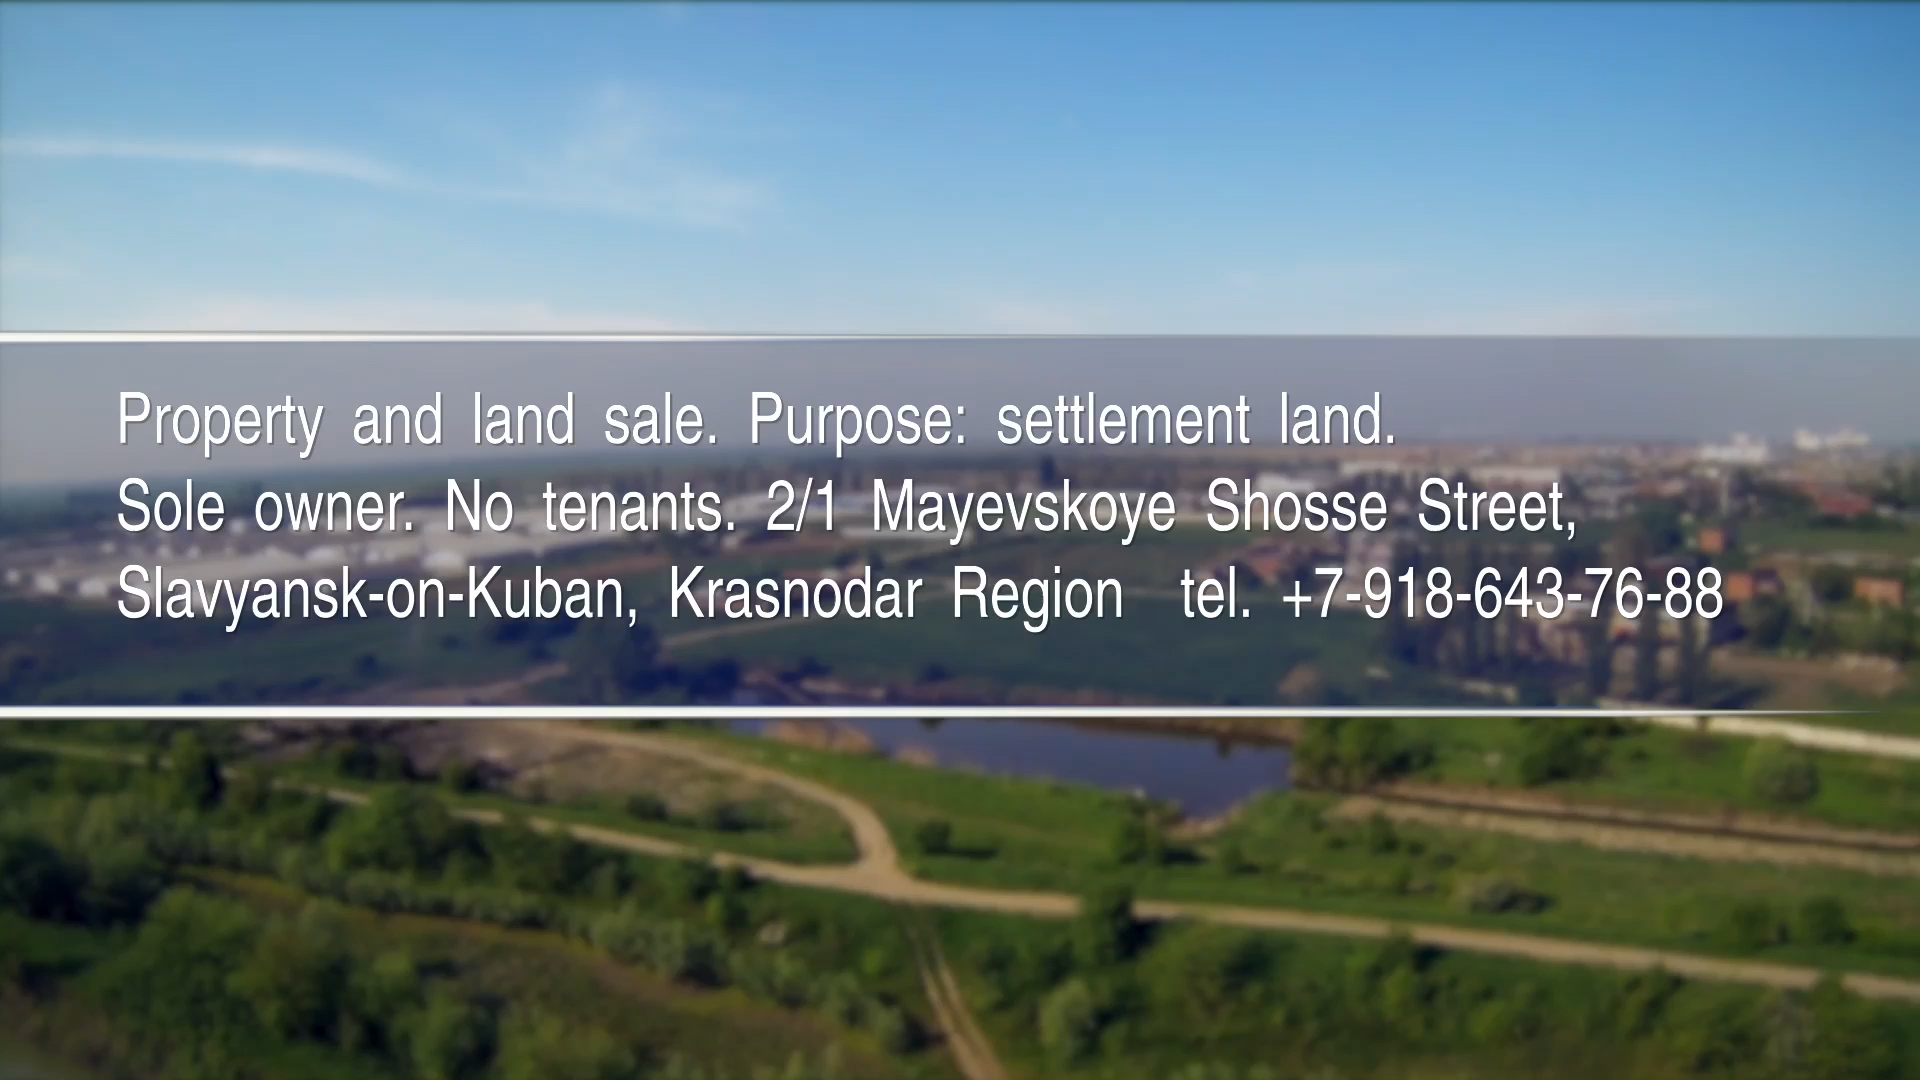 Property and land sale. Purpose: settlement land.
Sole owner. No tenants. 2/1 Mayevskoye Shosse Street,
Slavyansk-on-Kuban, Krasnodar Region tel. +7-918-643-76-88